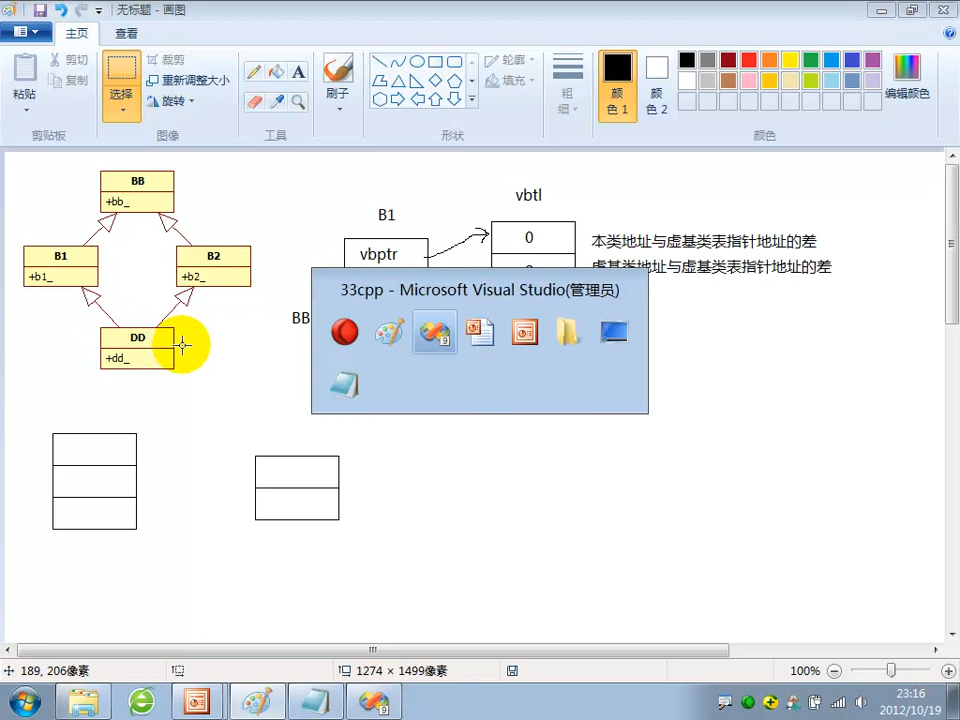 无标题 - 画图
主页
查看
粘贴
剪切
复制
剪贴板
选择
裁剪
重新调整大小
旋转
图像
A
工具
刷子
轮廓
填充
形状
粗
细
颜
色 1
颜
色 2
编辑颜色
颜色
BB
+bb_
B1
+b1_
B2
+b2_
DD
+dd_
B1
vbptr
BB
vbtl
0
本类地址与虚基类表指针地址的差
虚基类地址与虚基类表指针地址的差
33cpp - Microsoft Visual Studio(管理员)
189, 206像素
1274 × 1499像素
100%
23:16
2012/10/19